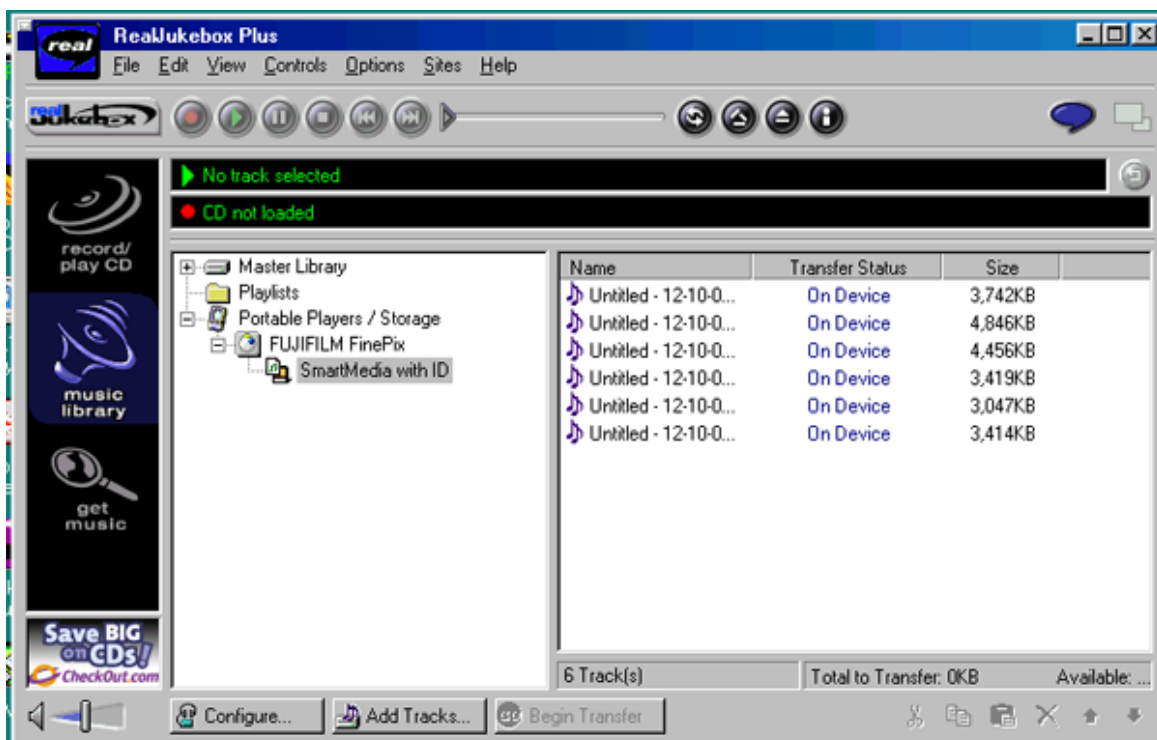 real RealJukebox Plus
File Edit View Controls Options Sites Help
real jukebox
No track selected
CD not loaded
record/
play CD
music
library
get
music
Save BIG
on CDs!
CheckOut.com
Master Library
Playlists
Portable Players / Storage
FUJIFILM FinePix
SmartMedia with ID
Name Transfer Status Size
Untitled - 12-10-0... On Device 3,742KB
Untitled - 12-10-0... On Device 4,846KB
Untitled - 12-10-0... On Device 4,456KB
Untitled - 12-10-0... On Device 3,419KB
Untitled - 12-10-0... On Device 3,047KB
Untitled - 12-10-0... On Device 3,414KB
6 Track(s) Total to Transfer: 0KB Available: ...
Configure... Add Tracks... Begin Transfer